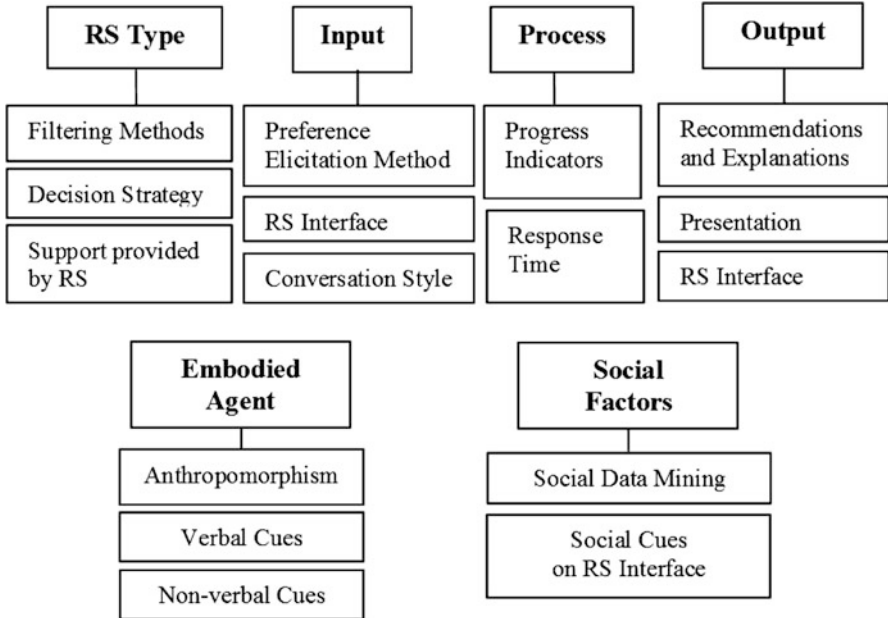 RS Type
Filtering Methods
Decision Strategy
Support provided
by RS
Input
Preference
Elicitation Method
RS Interface
Conversation Style
Process
Progress
Indicators
Response
Time
Output
Recommendations
and Explanations
Presentation
RS Interface
Embodied
Agent
Anthropomorphism
Verbal Cues
Non-verbal Cues
Social
Factors
Social Data Mining
Social Cues
on RS Interface